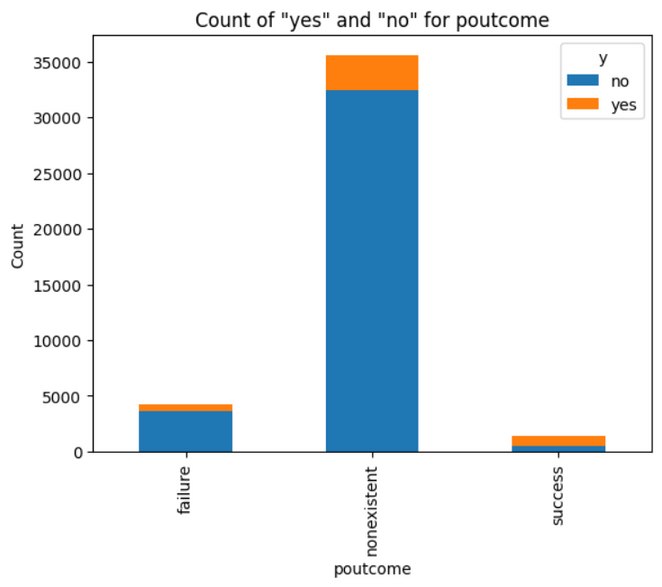 Count of "yes" and "no" for poutcome
y
no
yes
35000
30000
25000
20000
15000
10000
5000
0
Count
failure
nonexistent
success
poutcome